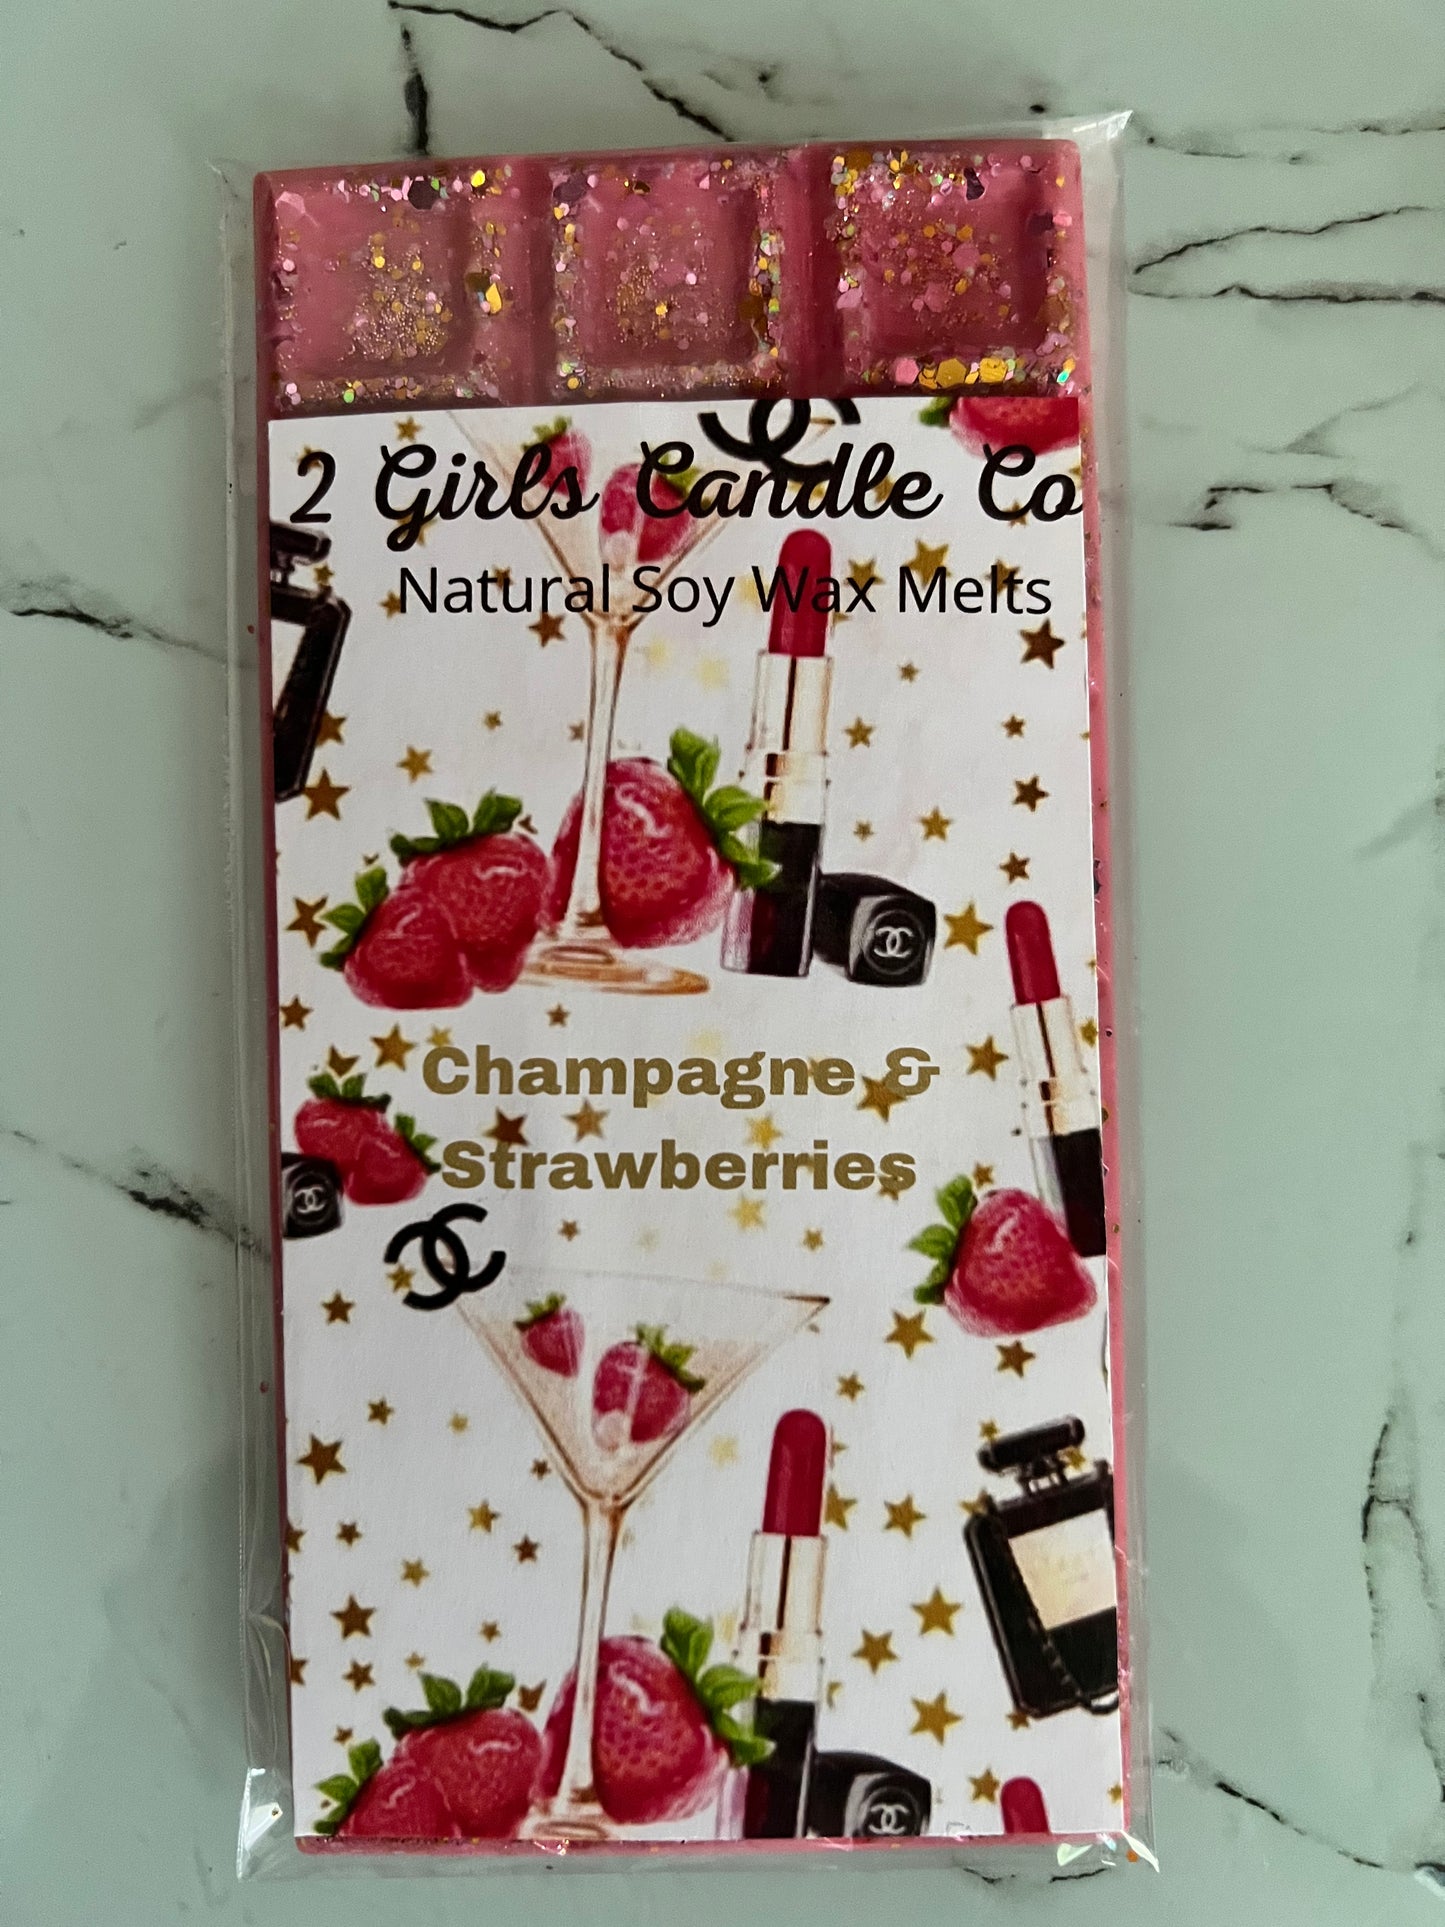 2 Girls Candle Co
Natural Soy Wax Melts
Champagne &
Strawberries